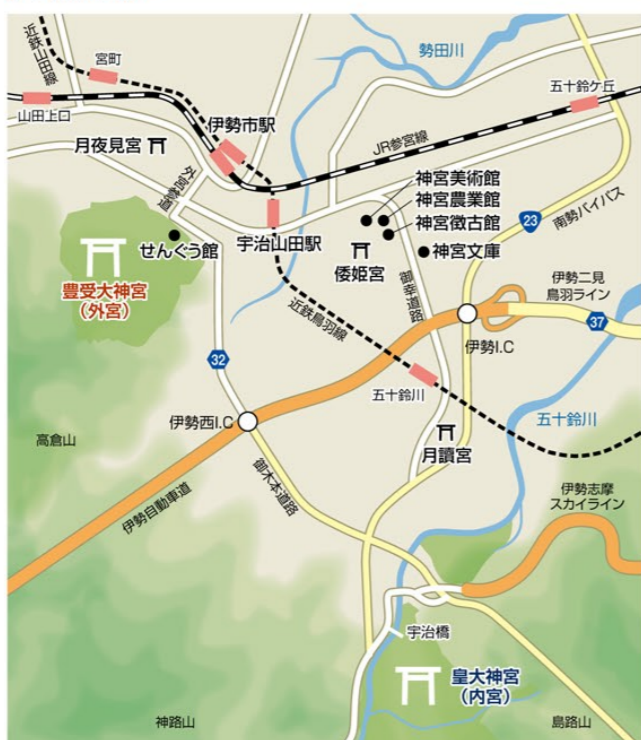 近鉄山田線
宮町
勢田川
五十鈴ケ丘
山田上口
伊勢市駅
月夜見宮
JR参宮線
外宮参道
神宮美術館
神宮農業館
神宮徴古館
神宮文庫
23
南勢バイパス
せんぐう館
宇治山田駅
倭姫宮
御幸道路
豊受大神宮
(外宮)
近鉄鳥羽線
伊勢二見
鳥羽ライン
37
伊勢I.C
32
五十鈴川
五十鈴川
伊勢西I.C
高倉山
月讀宮
御木本道路
伊勢自動車道
伊勢志摩
スカイライン
宇治橋
皇大神宮
(内宮)
神路山
島路山